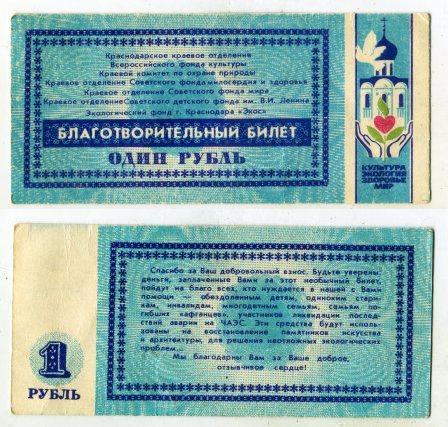 Краснодарское краевое отделение
Всероссийского фонда культуры
Краевой комитет по охране природы
Краевое отделение Советского фонда милосердия и здоровья
Краевое отделение Советского фонда мира
Краевое отделение Советского детского фонда им. В.И. Ленина
Экологический фонд г. Краснодара „Экос"
БЛАГОТВОРИТЕЛЬНЫЙ БИЛЕТ
ОДИН РУБЛЬ
КУЛЬТУРА
ЭКОЛОГИЯ
ЗДОРОВЬЕ
МИР
Спасибо за Ваш добровольный взнос. Будьте уверены:
деньги, заплаченные Вами за этот необычный билет,
пойдут на благо всех, кто нуждается в нашей с Вами
помощи — обездоленным детям, одиноким стари-
кам, инвалидам, многодетным семьям, семьям по-
гибших «афганцев», участникам ликвидации послед-
ствий аварии на ЧАЭС. Эти средства будут исполь-
зованы на восстановление памятников искусства
и архитектуры, для решения неотложных экологических
проблем...
Мы благодарим Вам за Ваше доброе,
отзывчивое сердце!
1
РУБЛЬ